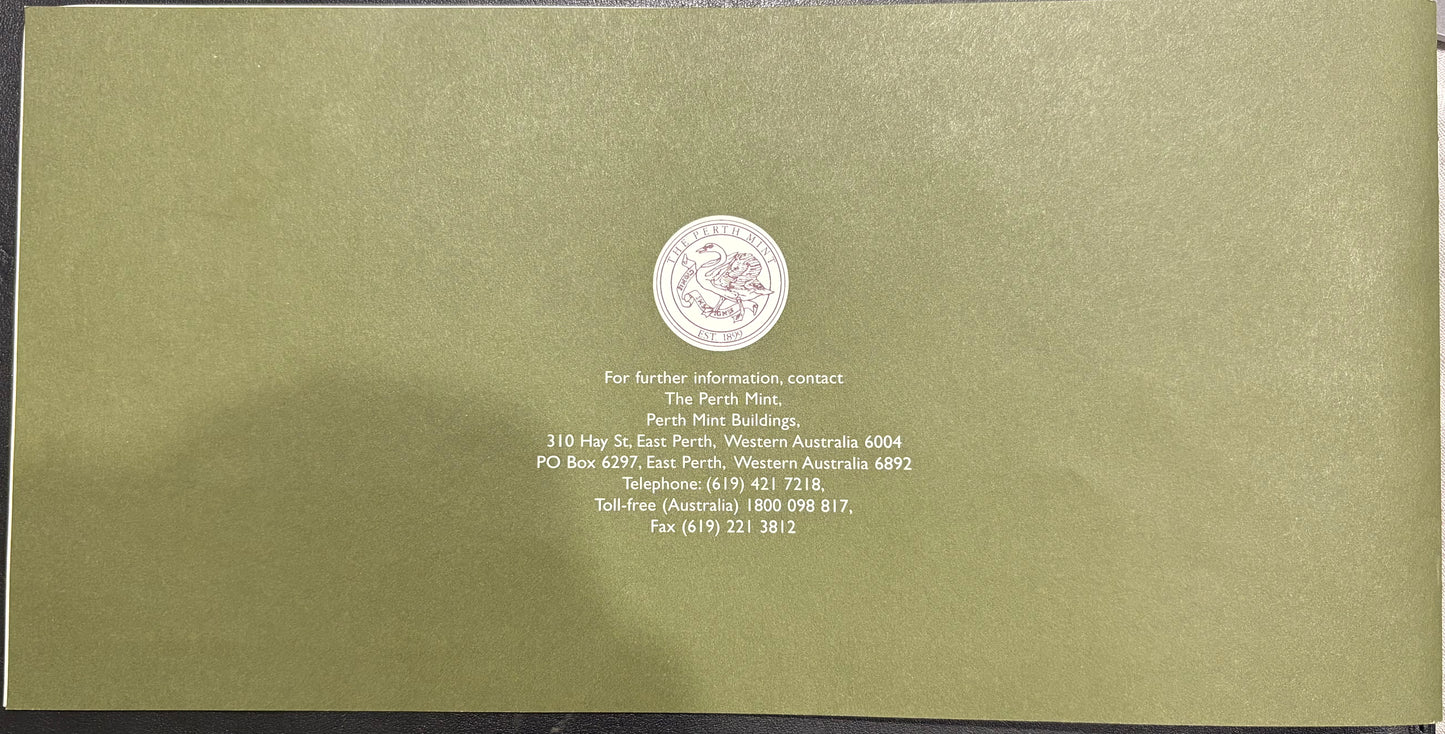 THE PERTH MINT
EST. 1899
For further information, contact
The Perth Mint,
Perth Mint Buildings,
310 Hay St, East Perth, Western Australia 6004
PO Box 6297, East Perth, Western Australia 6892
Telephone: (619) 421 7218,
Toll-free (Australia) 1800 098 817,
Fax (619) 221 3812